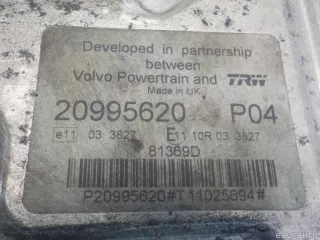 Developed in partnership
between
Volvo Powertrain and TRW
Made in UK
20995620 P04
e11 03 3827 E11 10R 03 3827
81369D
P20995620#T11025894#